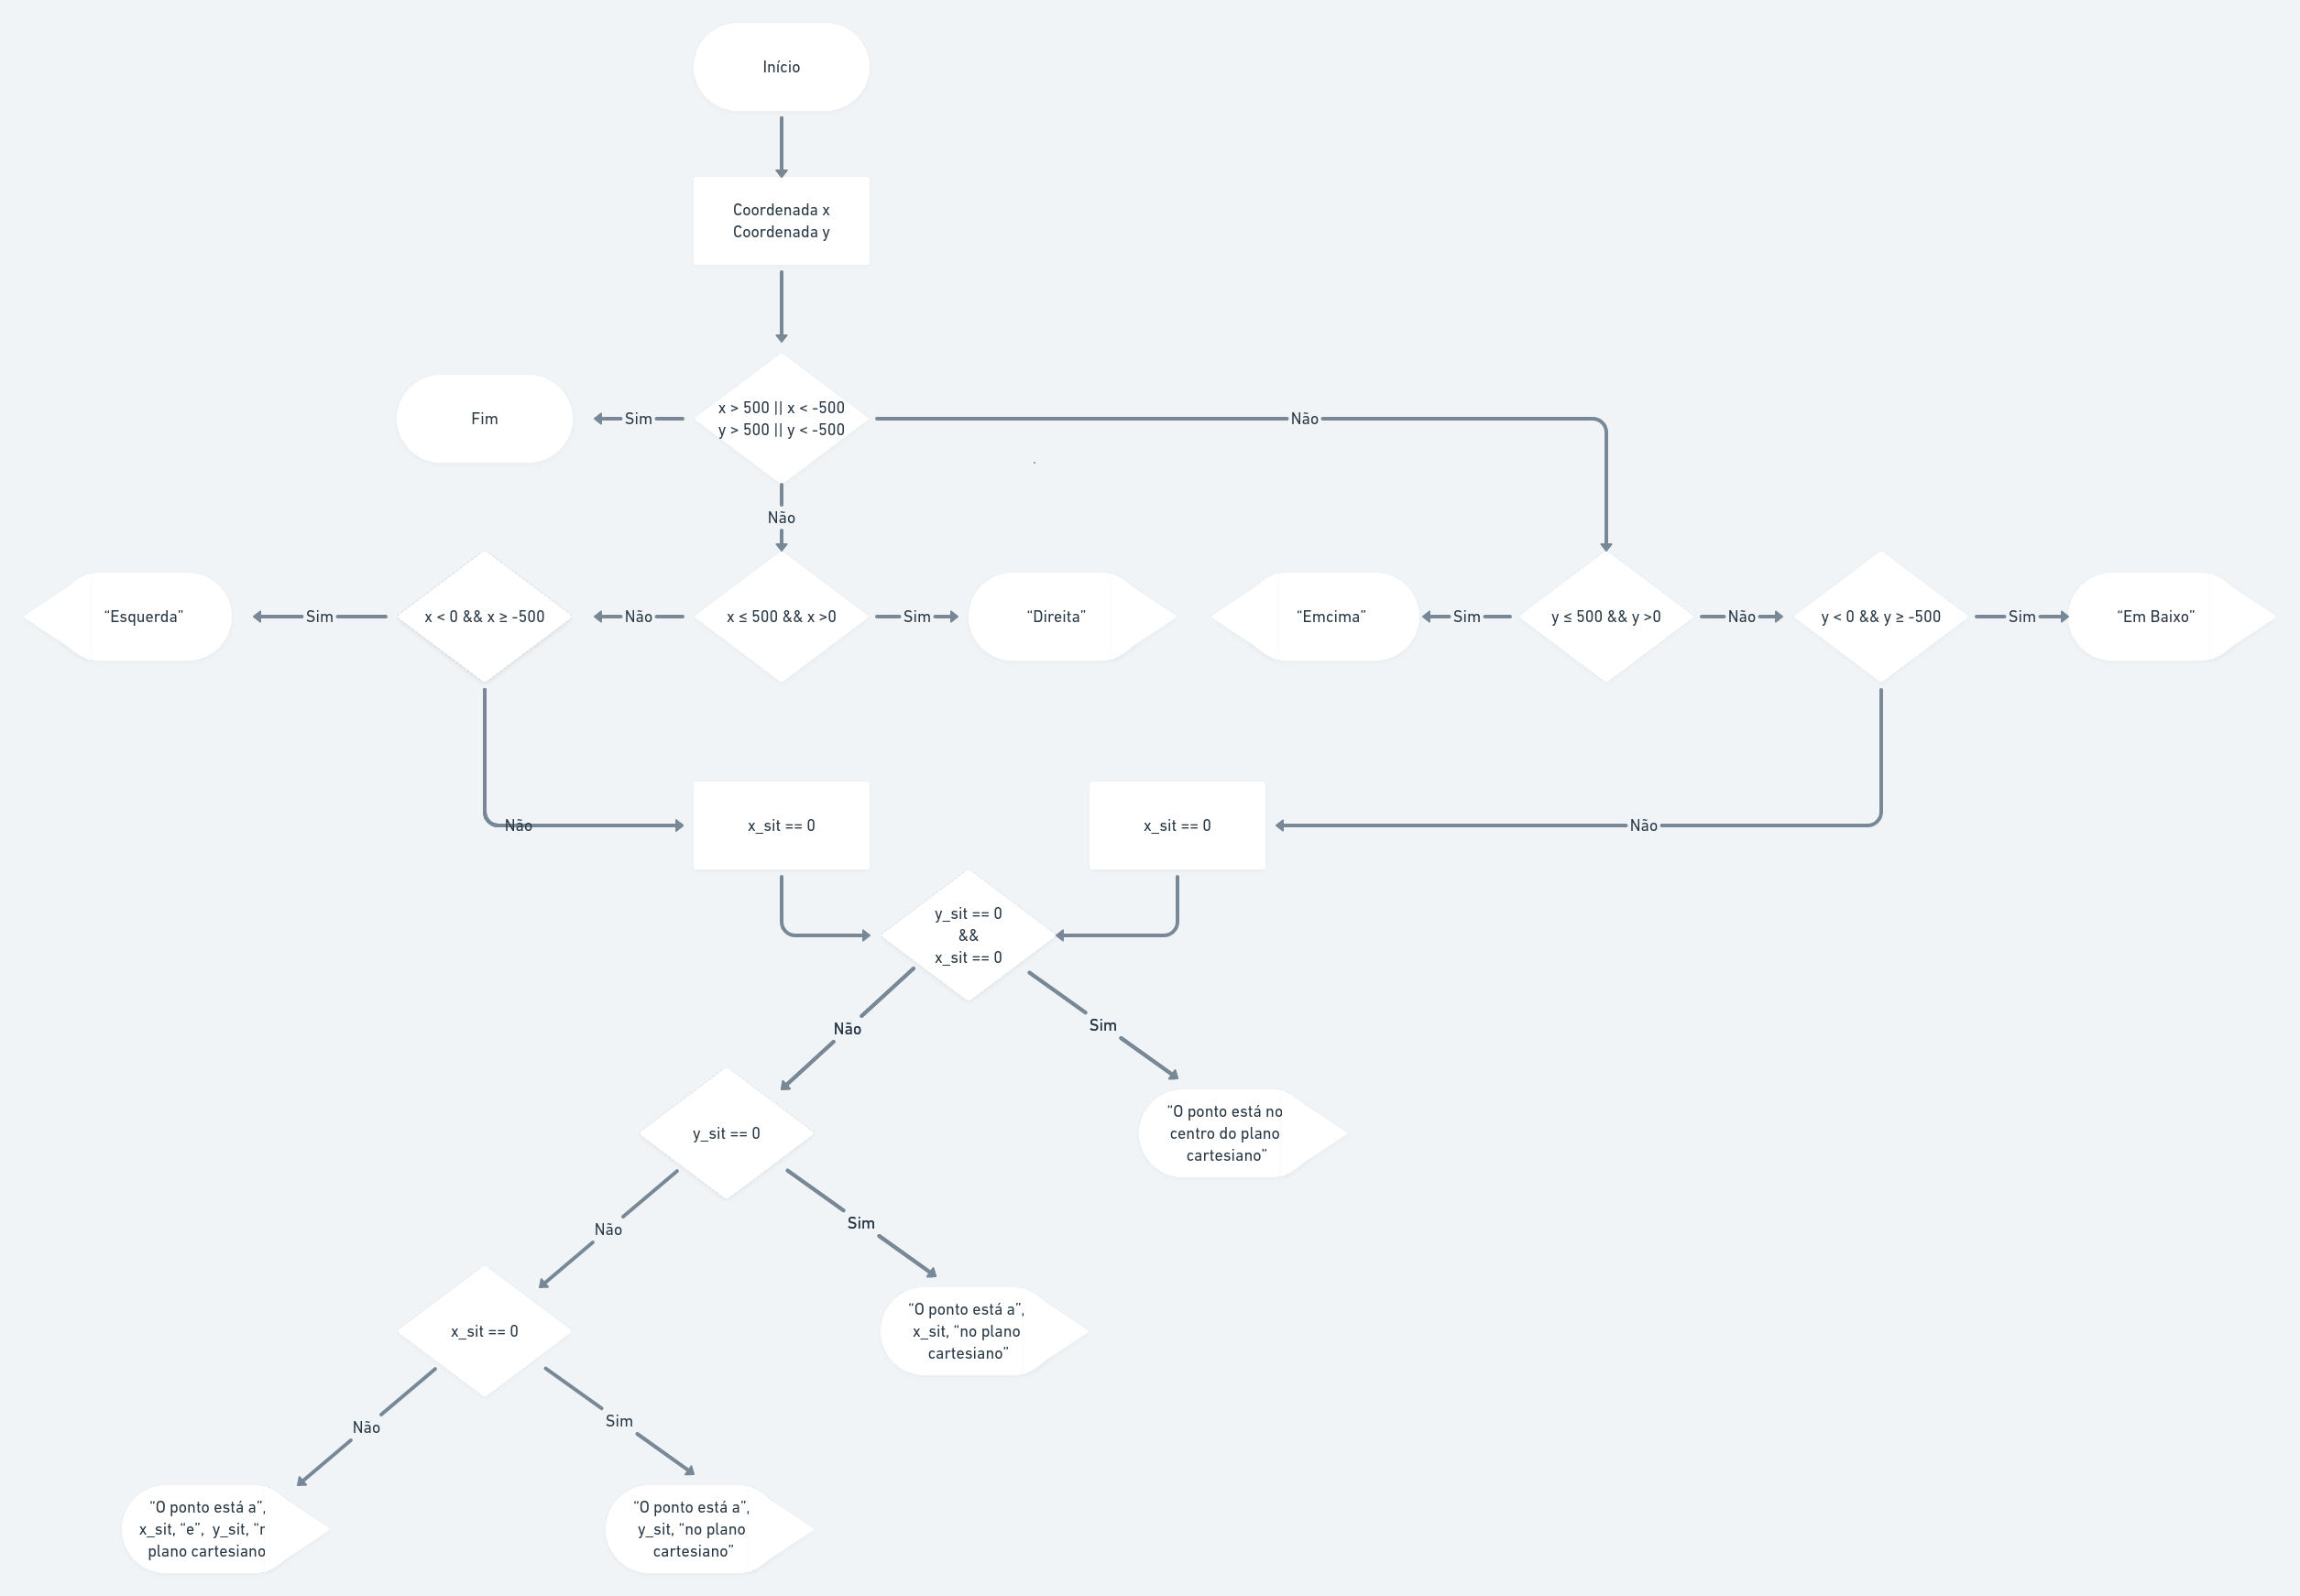 Início
Coordenada x
Coordenada y
Fim
Sim
x > 500 || x < -500
y > 500 || y < -500
Não
Não
“Esquerda”
Sim
x < 0 && x ≥ -500
Não
x ≤ 500 && x >0
Sim
“Direita”
“Emcima”
Sim
y ≤ 500 && y >0
Não
y < 0 && y ≥ -500
Sim
“Em Baixo”
Não
x_sit == 0
x_sit == 0
Não
y_sit == 0
&&
x_sit == 0
Não
Sim
“O ponto está no
centro do plano
cartesiano”
y_sit == 0
Não
Sim
“O ponto está a”,
x_sit, “no plano
cartesiano”
x_sit == 0
Não
Sim
“O ponto está a”,
x_sit, “e”, y_sit, “r
plano cartesiano
“O ponto está a”,
y_sit, “no plano
cartesiano”